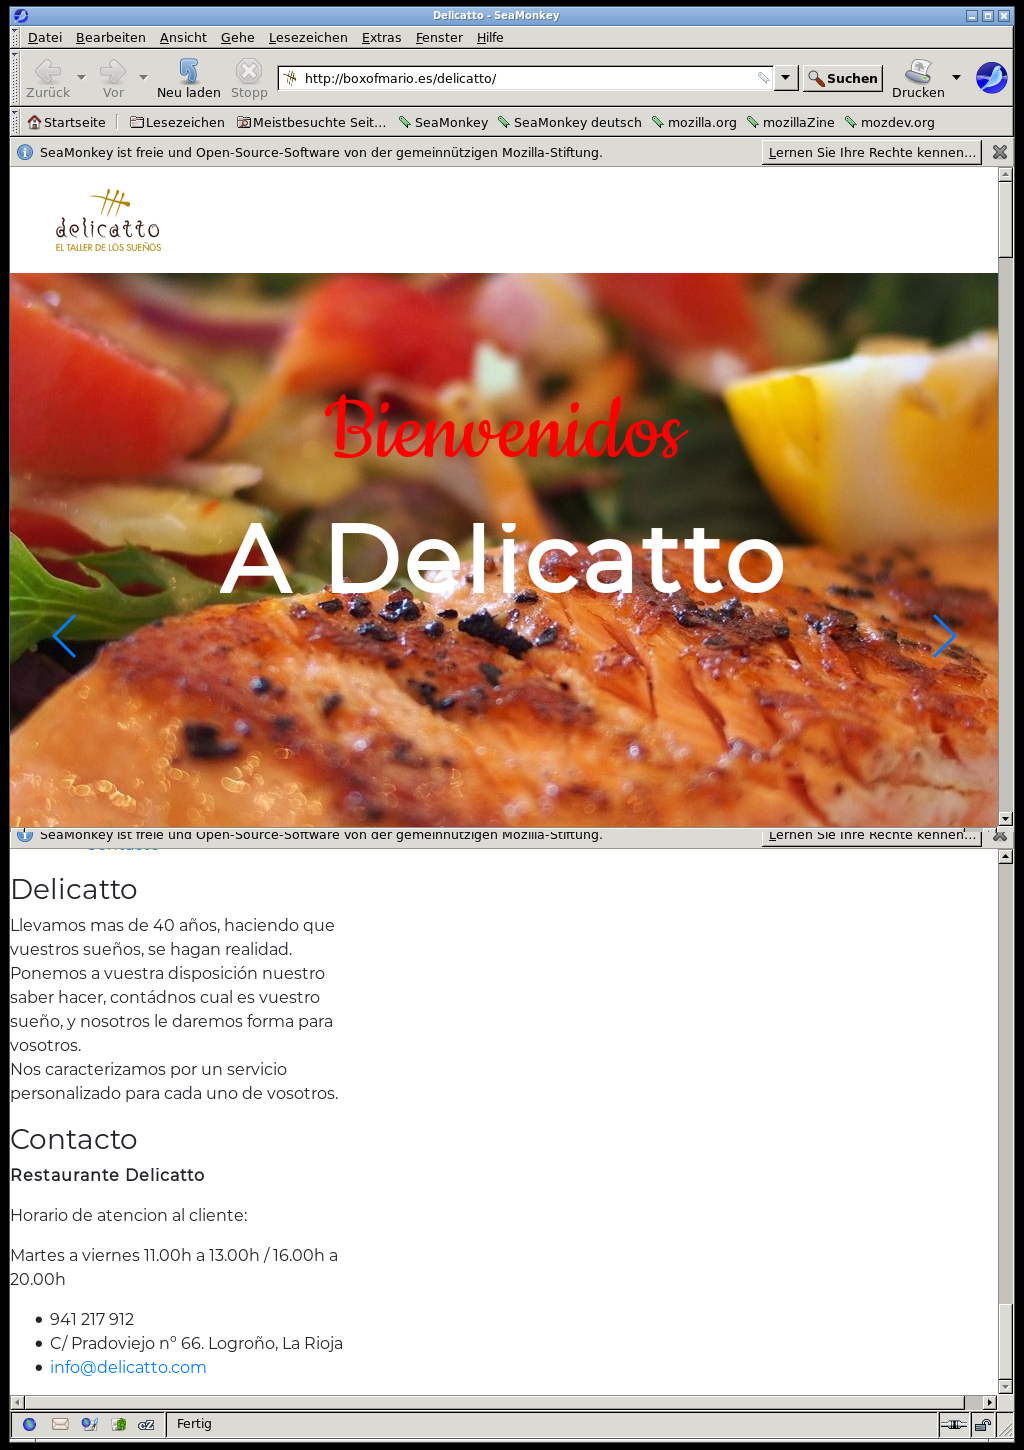 Delicatto - SeaMonkey
Datei Bearbeiten Ansicht Gehe Lesezeichen Extras Fenster Hilfe
Zurück Vor Neu laden Stopp http://boxofmario.es/delicatto/ Suchen Drucken
Startseite Lesezeichen Meistbesuchte Seit... SeaMonkey SeaMonkey deutsch mozilla.org mozillaZine mozdev.org
SeaMonkey ist freie und Open-Source-Software von der gemeinnützigen Mozilla-Stiftung. Lernen Sie Ihre Rechte kennen...
delicatto
EL TALLER DE LOS SUEÑOS
Bienvenidos
A Delicatto
SeaMonkey ist freie und Open-Source-Software von der gemeinnützigen Mozilla-Stiftung. Lernen Sie Ihre Rechte kennen...
Contacto
Delicatto
Llevamos mas de 40 años, haciendo que
vuestros sueños, se hagan realidad.
Ponemos a vuestra disposición nuestro
saber hacer, contádnos cual es vuestro
sueño, y nosotros le daremos forma para
vosotros.
Nos caracterizamos por un servicio
personalizado para cada uno de vosotros.
Contacto
Restaurante Delicatto
Horario de atencion al cliente:
Martes a viernes 11.00h a 13.00h / 16.00h a
20.00h
941 217 912
C/ Pradoviejo nº 66. Logroño, La Rioja
info@delicatto.com
Fertig